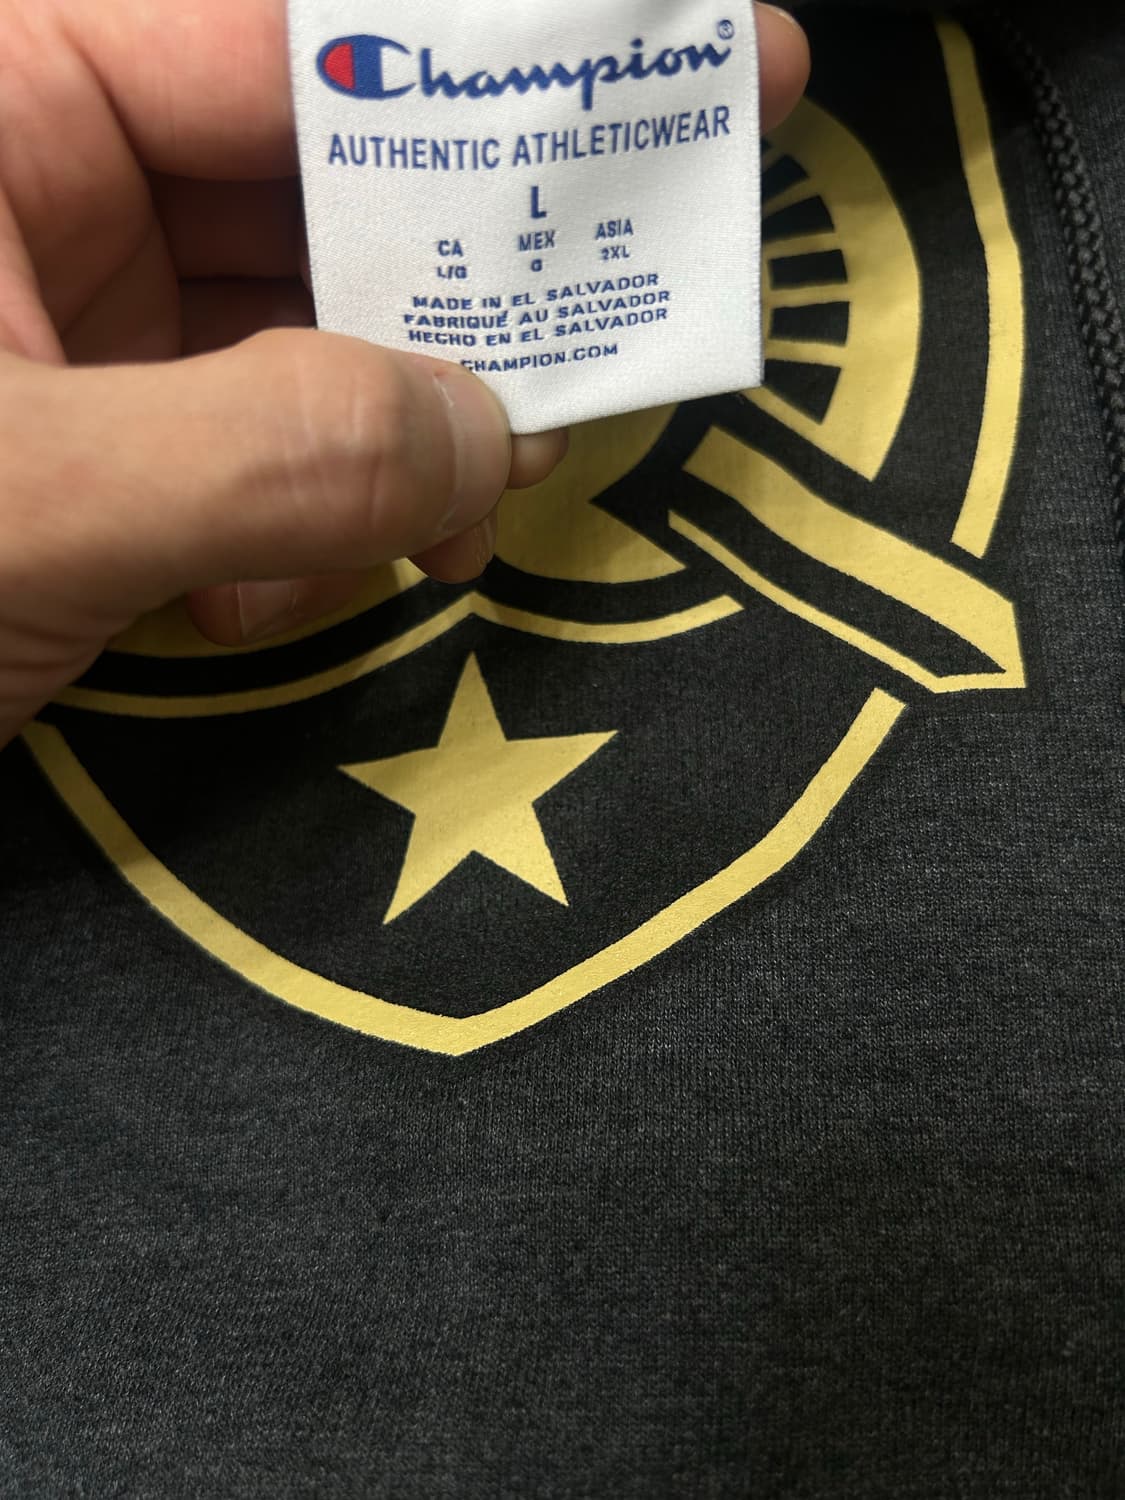 Champion®
AUTHENTIC ATHLETICWEAR
L
CA MEX ASIA
L/G G 2XL
MADE IN EL SALVADOR
FABRIQUÉ AU SALVADOR
HECHO EN EL SALVADOR
CHAMPION.COM